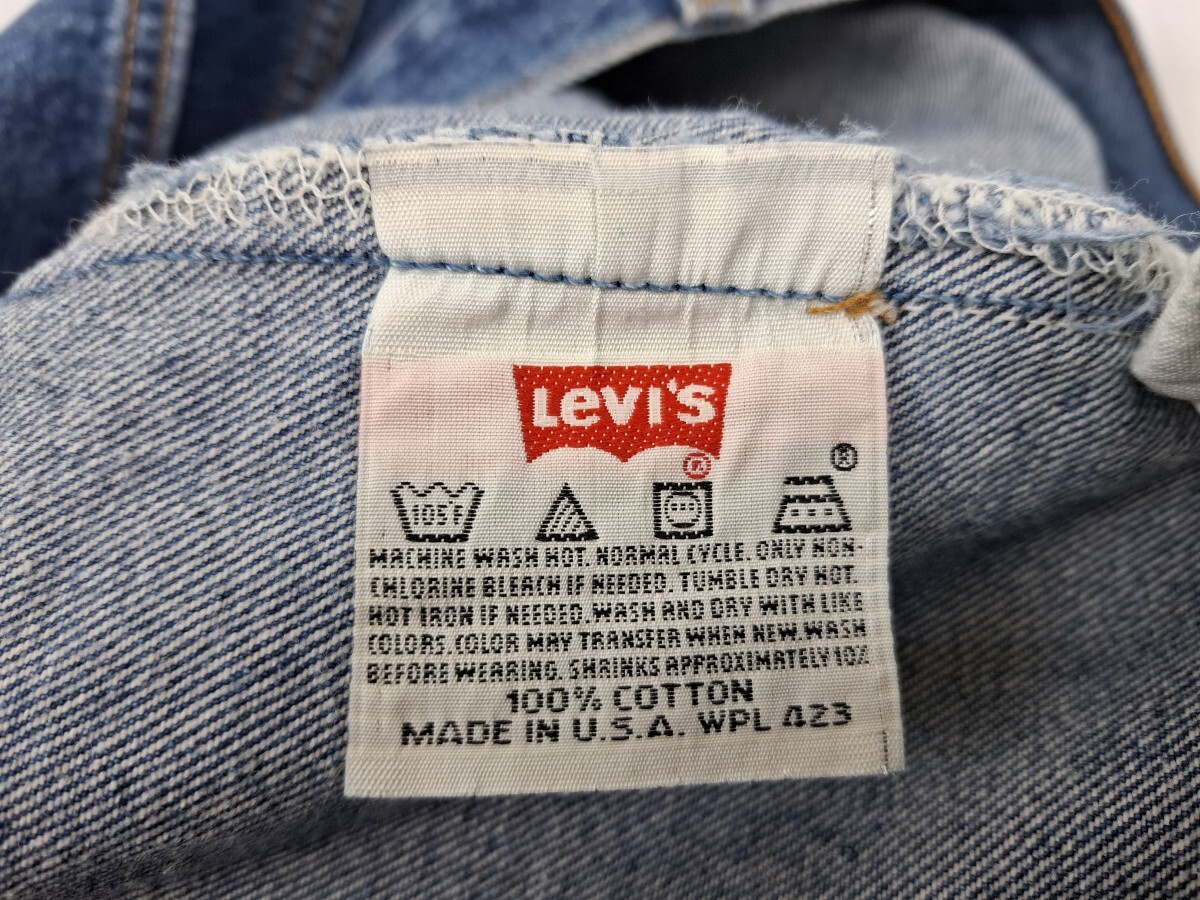 LEVI'S
®
®
105F
MACHINE WASH HOT. NORMAL CYCLE. ONLY NON-
CHLORINE BLEACH IF NEEDED. TUMBLE DRY HOT.
HOT IRON IF NEEDED. WASH AND DRY WITH LIKE
COLORS. COLOR MAY TRANSFER WHEN NEW. WASH
BEFORE WEARING. SHRINKS APPROXIMATELY 10%
100% COTTON
MADE IN U.S.A. WPL 423